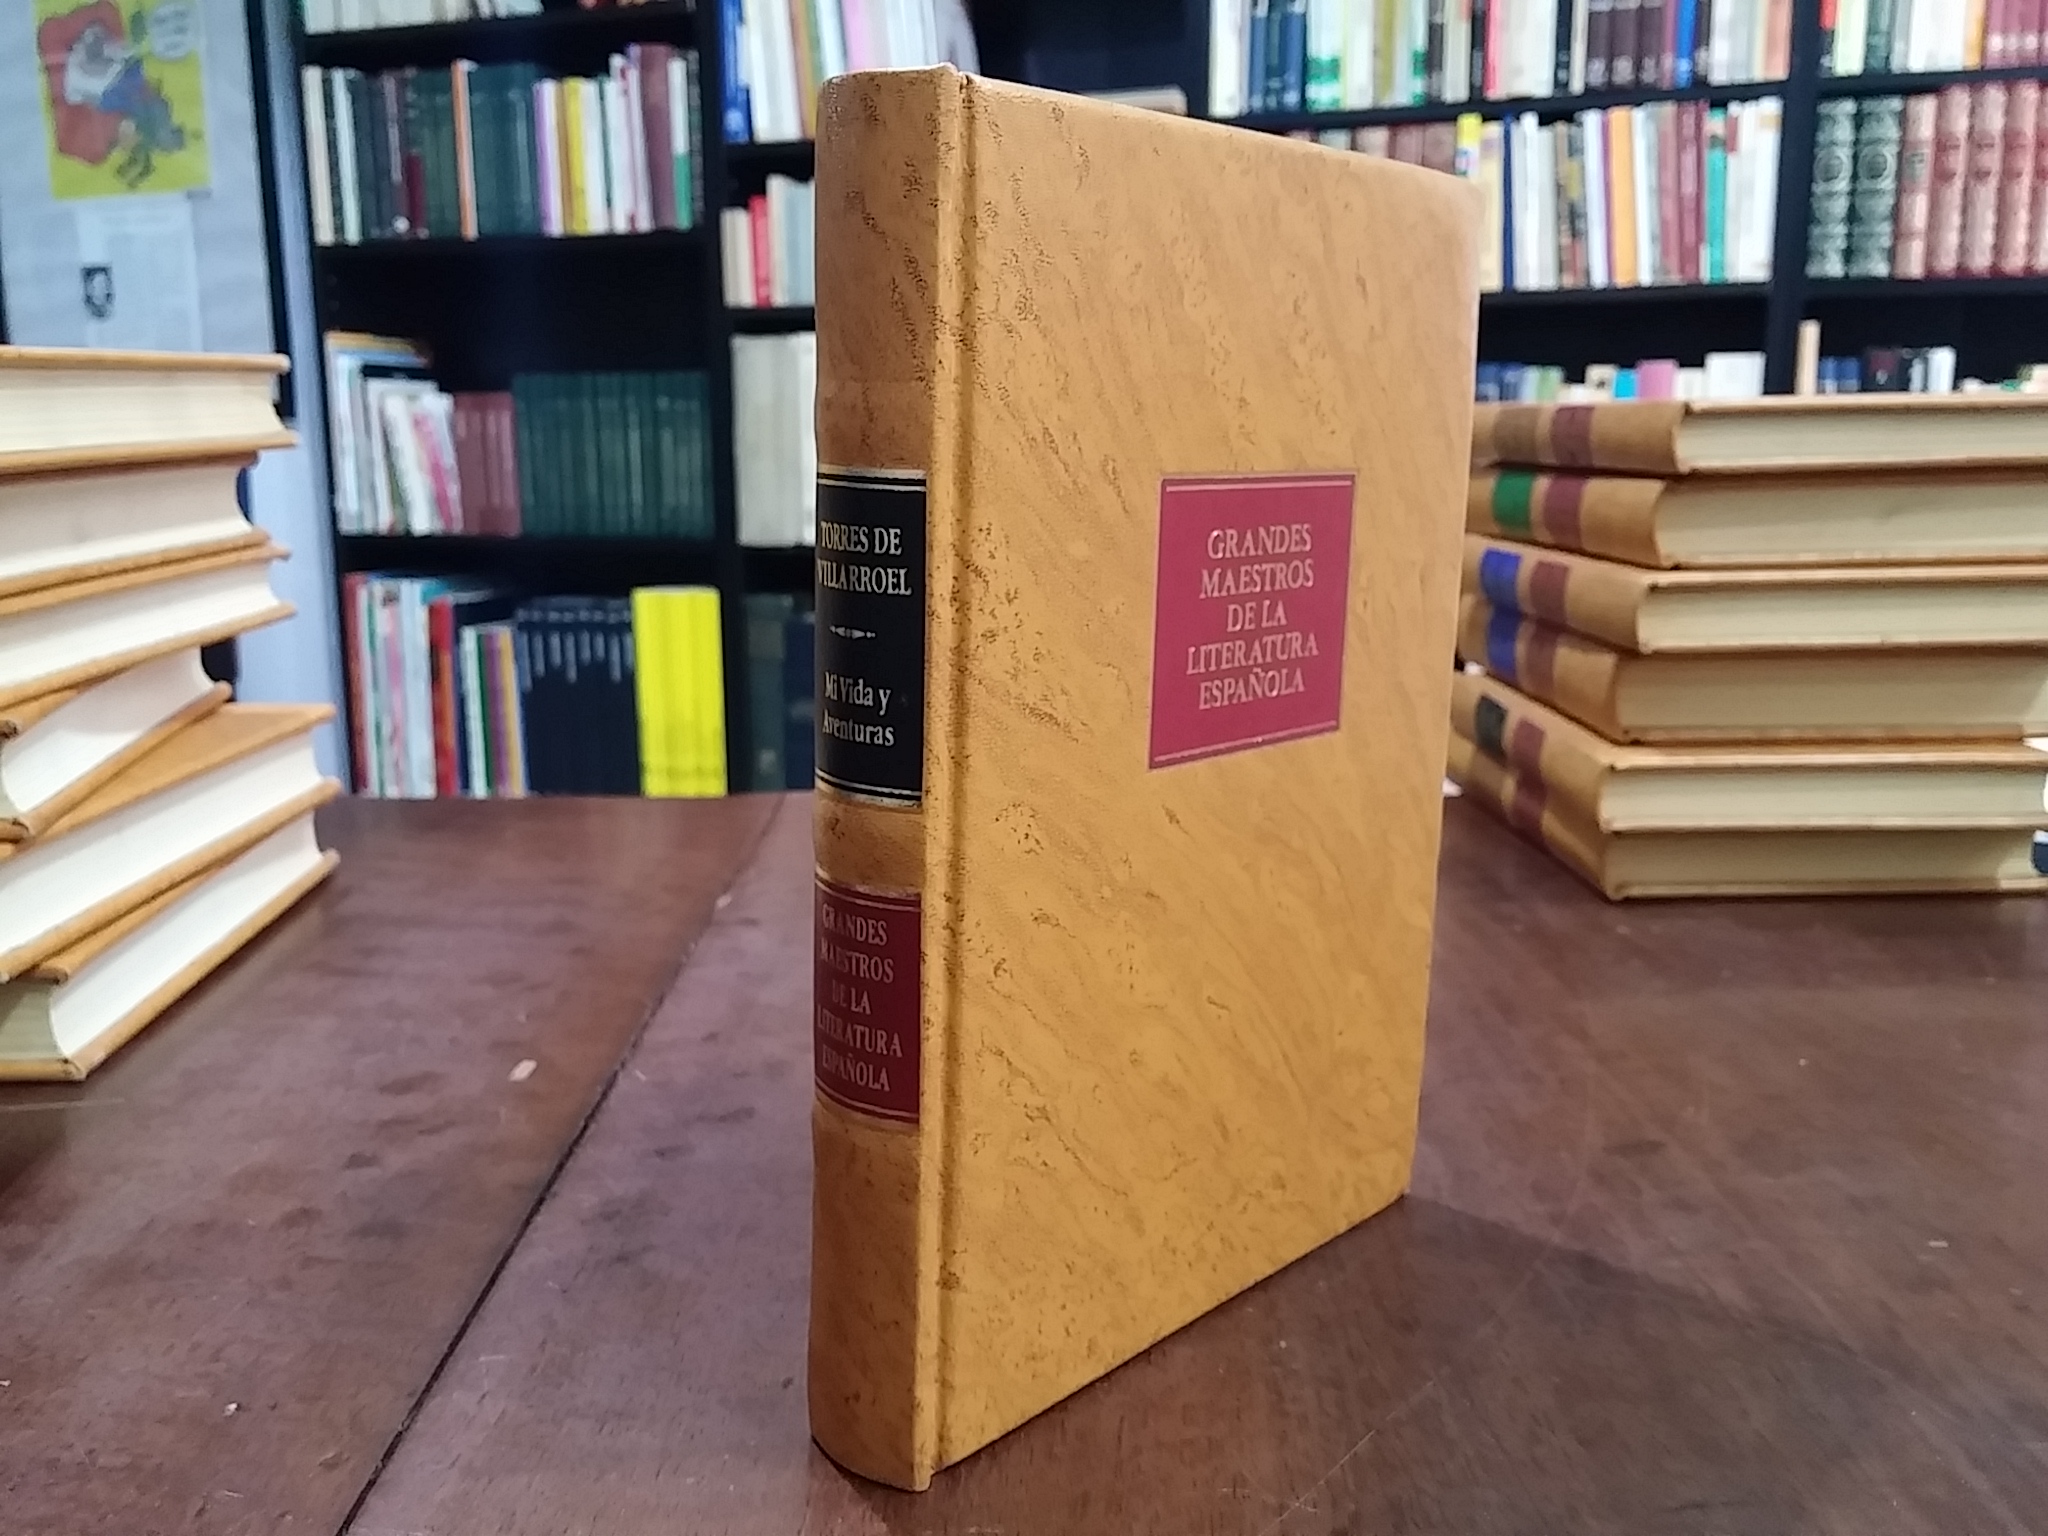 TORRES DE
VILLARROEL
Mi Vida y
Aventuras
GRANDES
MAESTROS
DE LA
LITERATURA
ESPAÑOLA
GRANDES
MAESTROS
DE LA
LITERATURA
ESPAÑOLA